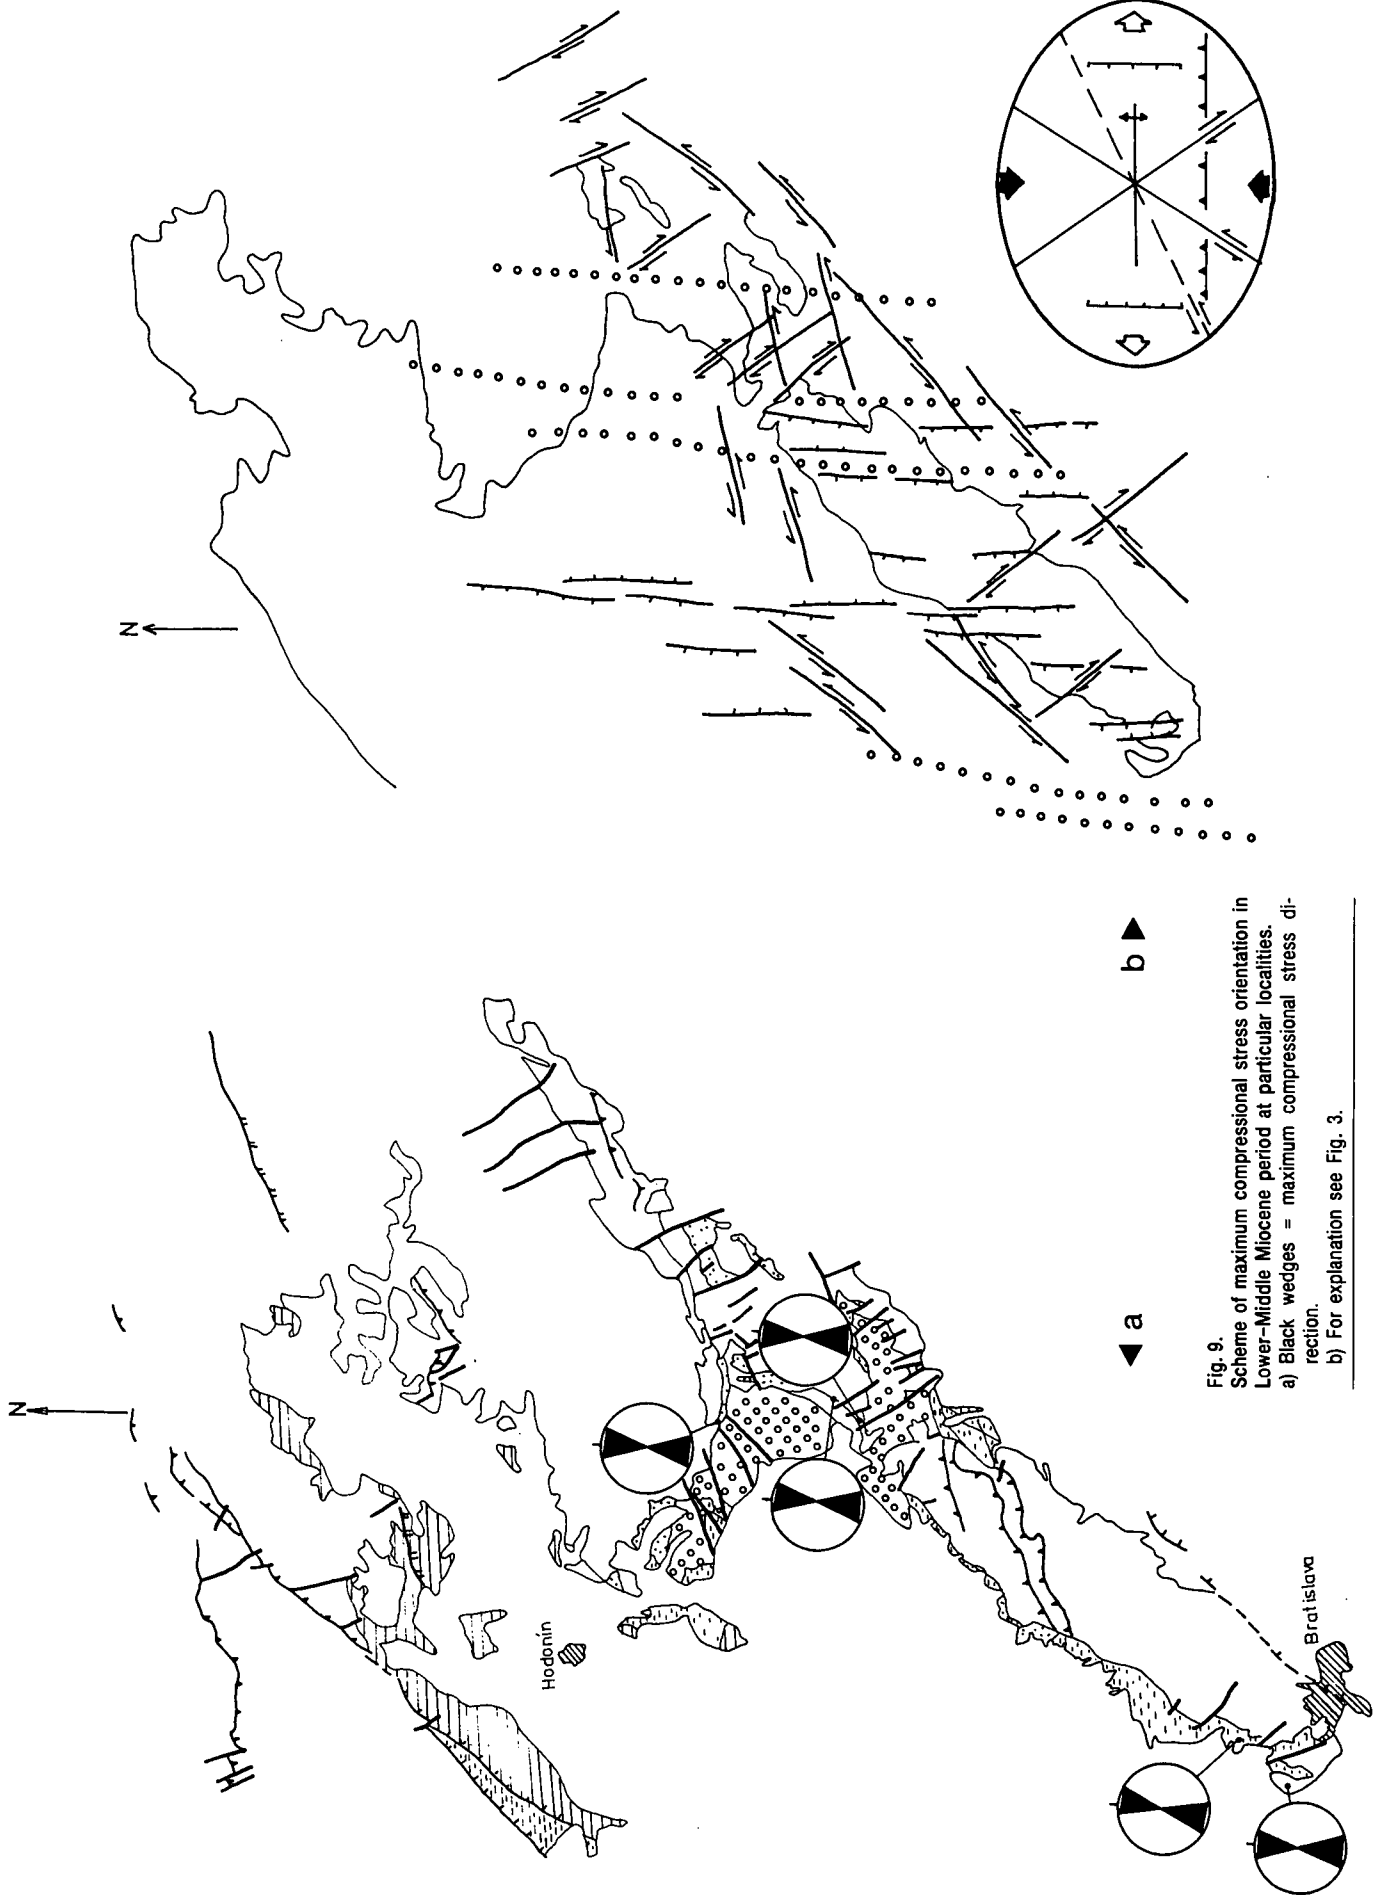 N
N
Hodonín
Bratislava
◀ a
b ▶
Fig. 9.
Scheme of maximum compressional stress orientation in
Lower–Middle Miocene period at particular localities.
a) Black wedges = maximum compressional stress di-
rection.
b) For explanation see Fig. 3.